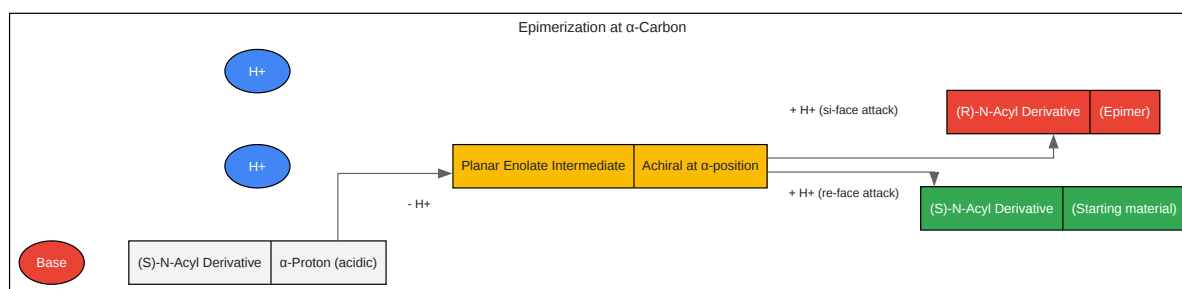 Epimerization at α-Carbon
H+
+ H+ (si-face attack)
(R)-N-Acyl Derivative
(Epimer)
H+
Planar Enolate Intermediate
Achiral at α-position
- H+
+ H+ (re-face attack)
(S)-N-Acyl Derivative
(Starting material)
Base
(S)-N-Acyl Derivative
α-Proton (acidic)